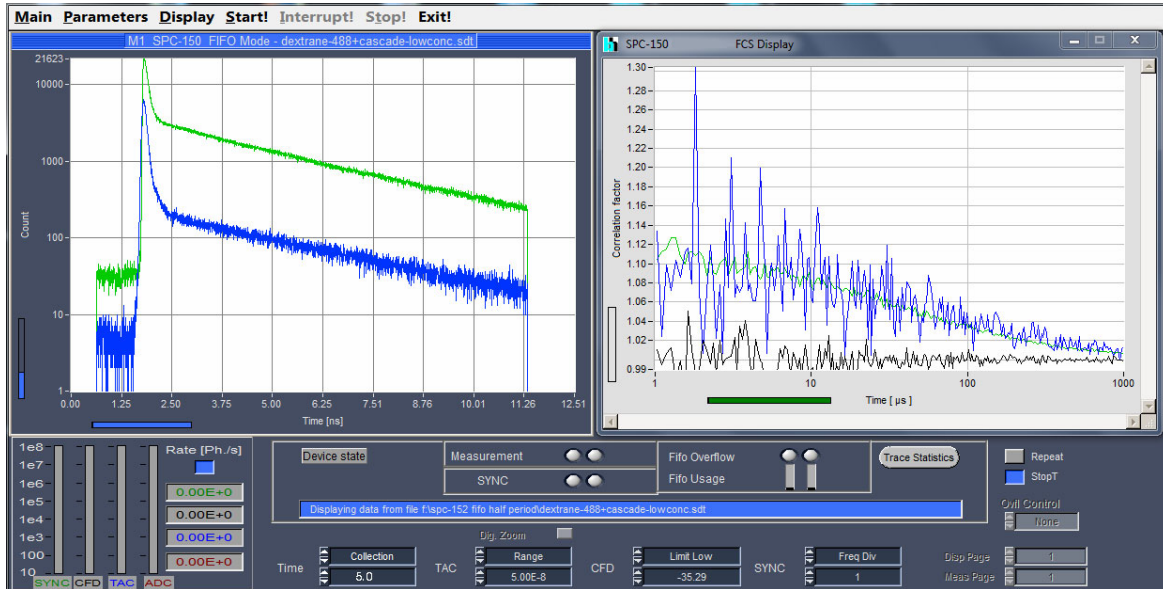 Main Parameters Display Start! Interrupt! Stop! Exit!
M1 SPC-150 FIFO Mode - dextrane-488+cascade-lowconc.sdt
21623
10000
1000
100
10
1
Count
0.00 1.25 2.50 3.75 5.00 6.25 7.51 8.76 10.01 11.26 12.51
Time [ns]
SPC-150 FCS Display
1.30
1.28
1.26
1.24
1.22
1.20
1.18
1.16
1.14
1.12
1.10
1.08
1.06
1.04
1.02
0.99
Correlation factor
1 10 100 1000
Time [ µs ]
1e8
1e7
1e6
1e5
1e4
1e3
100
10
SYNC CFD TAC ADC
Rate [Ph./s]
0.00E+0
0.00E+0
0.00E+0
0.00E+0
Device state
Measurement
SYNC
Fifo Overflow
Fifo Usage
Trace Statistics
Displaying data from file f:\spc-152 fifo half period\dextrane-488+cascade-lowconc.sdt
Repeat
StopT
Ovfl Control
None
Dig. Zoom
Time
Collection
5.0
TAC
Range
5.00E-8
CFD
Limit Low
-35.29
SYNC
Freq Div
1
Disp Page 1
Meas Page 1